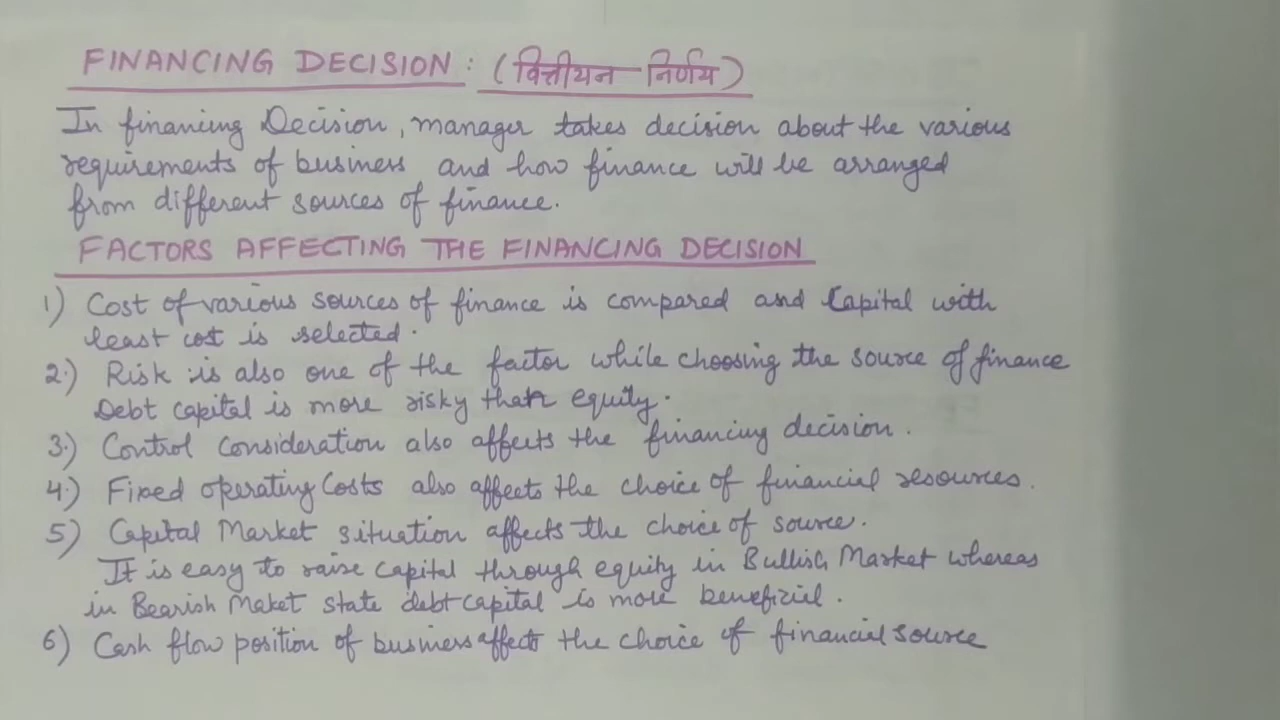 FINANCING DECISION : (वित्तीयन निर्णय)
In financing Decision, manager takes decision about the various
requirements of business and how finance will be arranged
from different sources of finance.
FACTORS AFFECTING THE FINANCING DECISION
1) Cost of various sources of finance is compared and Capital with
least cost is selected.
2.) Risk is also one of the factor while choosing the source of finance
Debt capital is more risky than equity.
3.) Control consideration also affects the financing decision.
4.) Fixed operating Costs also affects the choice of financial resources.
5) Capital Market situation affects the choice of source.
It is easy to raise capital through equity in Bullish Market whereas
in Bearish Maket state debt capital is more beneficial.
6) Cash flow position of business affects the choice of financial source